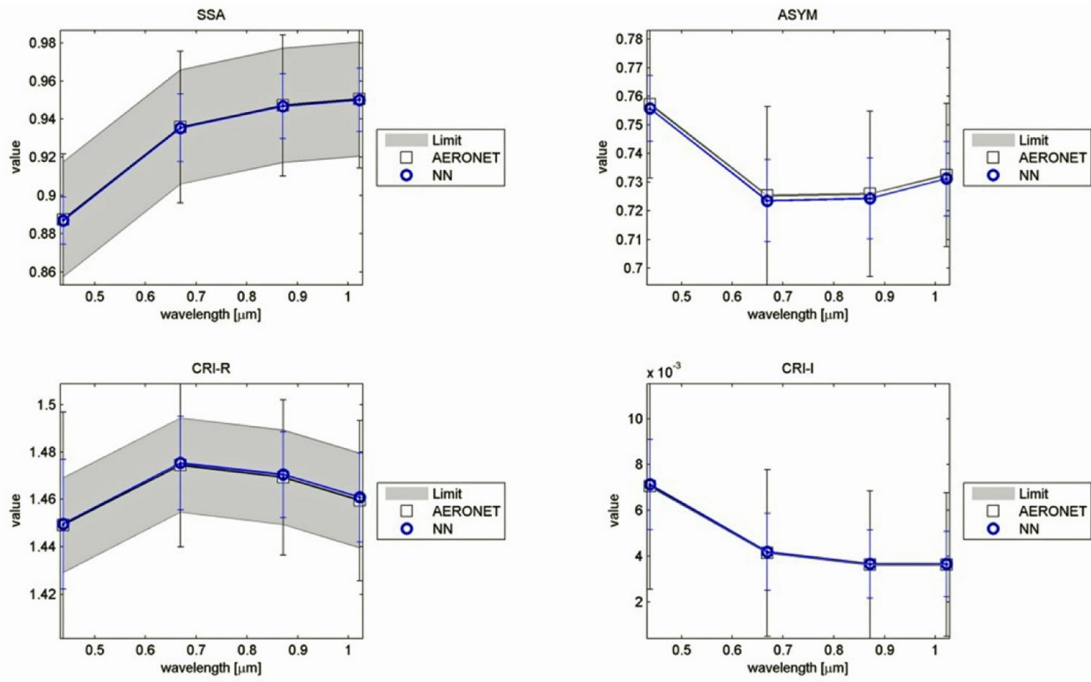 SSA
0.98
0.96
0.94
0.92
0.9
0.88
0.86
value
0.5 0.6 0.7 0.8 0.9 1
wavelength [μm]
Limit
AERONET
NN
ASYM
0.78
0.77
0.76
0.75
0.74
0.73
0.72
0.71
0.7
value
0.5 0.6 0.7 0.8 0.9 1
wavelength [μm]
Limit
AERONET
NN
CRI-R
1.5
1.48
1.46
1.44
1.42
value
0.5 0.6 0.7 0.8 0.9 1
wavelength [μm]
Limit
AERONET
NN
x 10⁻³
CRI-I
10
8
6
4
2
value
0.5 0.6 0.7 0.8 0.9 1
wavelength [μm]
Limit
AERONET
NN